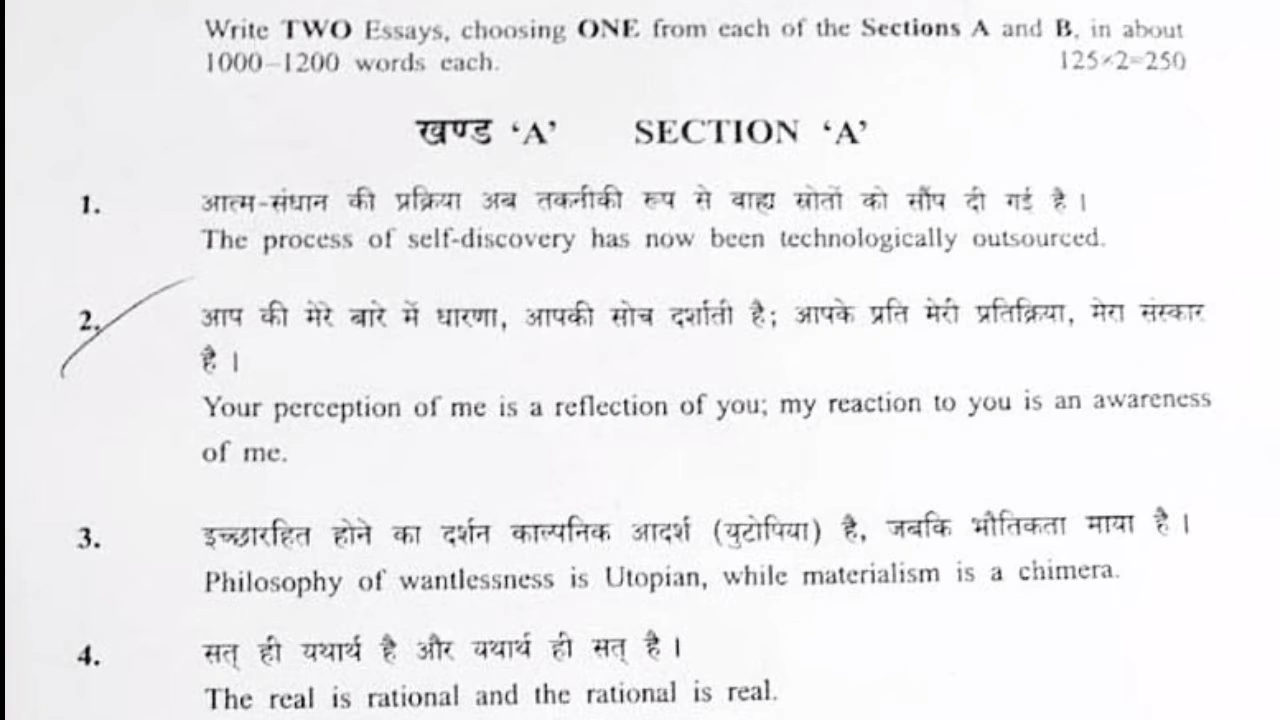 Write TWO Essays, choosing ONE from each of the Sections A and B, in about
1000–1200 words each. 125×2=250
खण्ड ‘A’ SECTION ‘A’
1. आत्म-संधान की प्रक्रिया अब तकनीकी रूप से वाह्य स्रोतों को सौंप दी गई है ।
The process of self-discovery has now been technologically outsourced.
2. आप की मेरे बारे में धारणा, आपकी सोच दर्शाती है; आपके प्रति मेरी प्रतिक्रिया, मेरा संस्कार
है ।
Your perception of me is a reflection of you; my reaction to you is an awareness
of me.
3. इच्छारहित होने का दर्शन काल्पनिक आदर्श (युटोपिया) है, जबकि भौतिकता माया है ।
Philosophy of wantlessness is Utopian, while materialism is a chimera.
4. सत् ही यथार्थ है और यथार्थ ही सत् है ।
The real is rational and the rational is real.